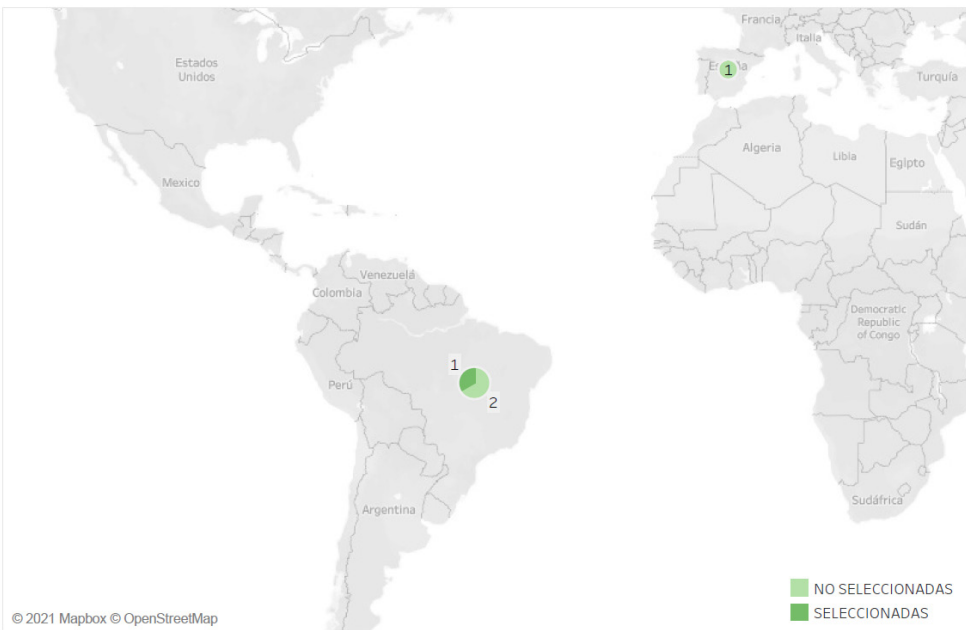 Francia
Italia
Estados
Unidos
España
1
Turquía
Algeria
Libia
Egipto
Mexico
Sudán
Venezuela
Colombia
Democratic
Republic
of Congo
1
Perú
2
Sudáfrica
Argentina
NO SELECCIONADAS
SELECCIONADAS
© 2021 Mapbox © OpenStreetMap